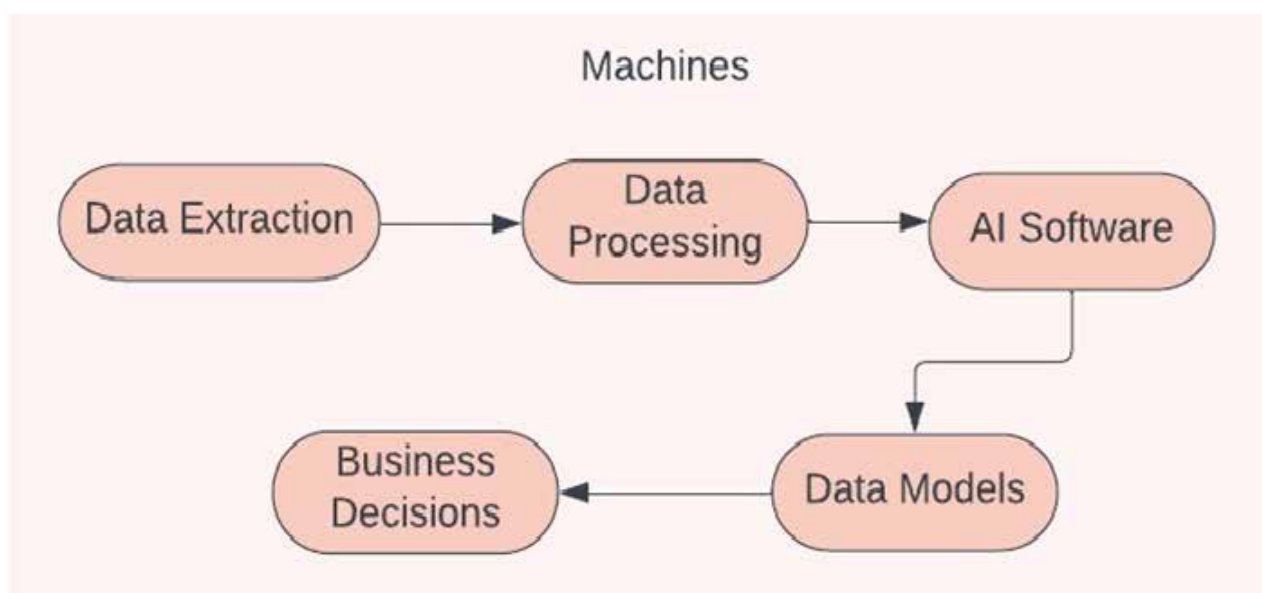 Machines
Data Extraction
Data
Processing
AI Software
Data Models
Business
Decisions